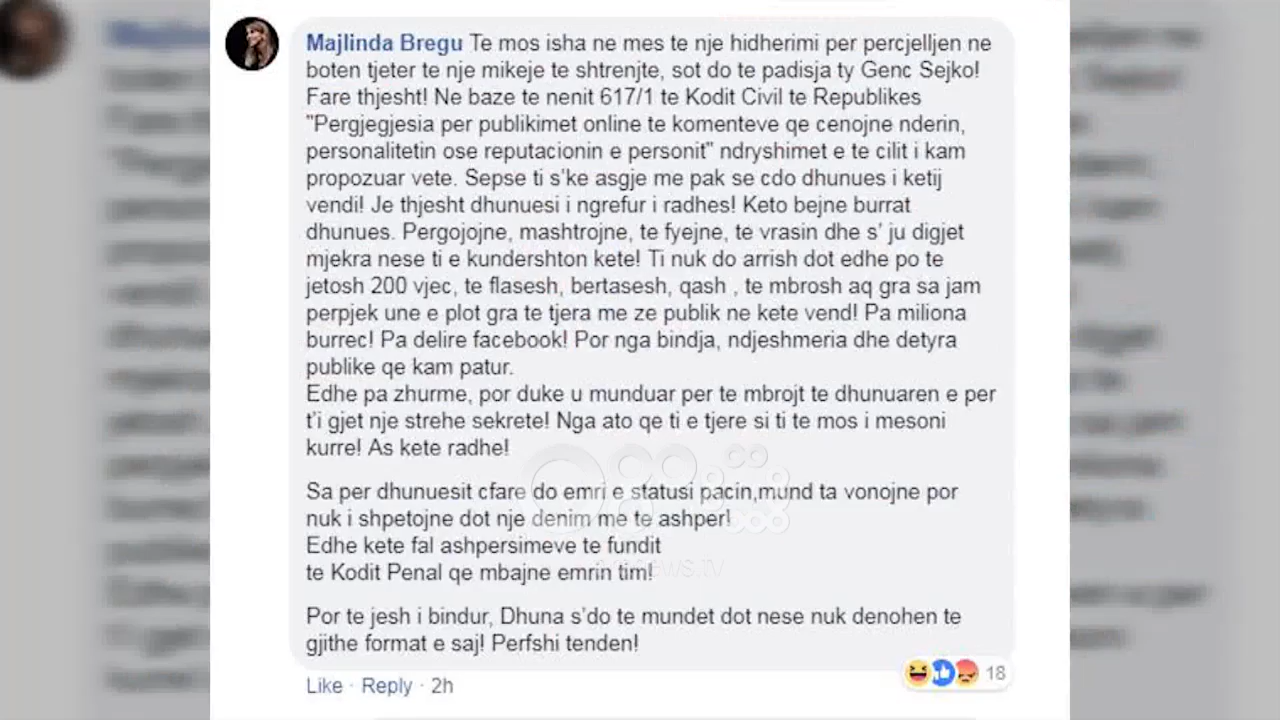 Majlinda Bregu Te mos isha ne mes te nje hidherimi per percjelljen ne
boten tjeter te nje mikeje te shtrenjte, sot do te padisja ty Genc Sejko!
Fare thjesht! Ne baze te nenit 617/1 te Kodit Civil te Republikes
"Pergjegjesia per publikimet online te komenteve qe cenojne nderin,
personalitetin ose reputacionin e personit" ndryshimet e te cilit i kam
propozuar vete. Sepse ti s'ke asgje me pak se cdo dhunues i ketij
vendi! Je thjesht dhunuesi i ngrefur i radhes! Keto bejne burrat
dhunues. Pergojojne, mashtrojne, te fyejne, te vrasin dhe s' ju digjet
mjekra nese ti e kundershton kete! Ti nuk do arrish dot edhe po te
jetosh 200 vjec, te flasesh, bertasesh, qash , te mbrosh aq gra sa jam
perpjek une e plot gra te tjera me ze publik ne kete vend! Pa miliona
burrec! Pa delire facebook! Por nga bindja, ndjeshmeria dhe detyra
publike qe kam patur.
Edhe pa zhurme, por duke u munduar per te mbrojt te dhunuaren e per
t'i gjet nje strehe sekrete! Nga ato qe ti e tjere si ti te mos i mesoni
kurre! As kete radhe!
Sa per dhunuesit cfare do emri e statusi pacin,mund ta vonojne por
nuk i shpetojne dot nje denim me te ashper!
Edhe kete fal ashpersimeve te fundit
te Kodit Penal qe mbajne emrin tim!
Por te jesh i bindur, Dhuna s'do te mundet dot nese nuk denohen te
gjithe format e saj! Perfshi tenden!
18
Like · Reply · 2h